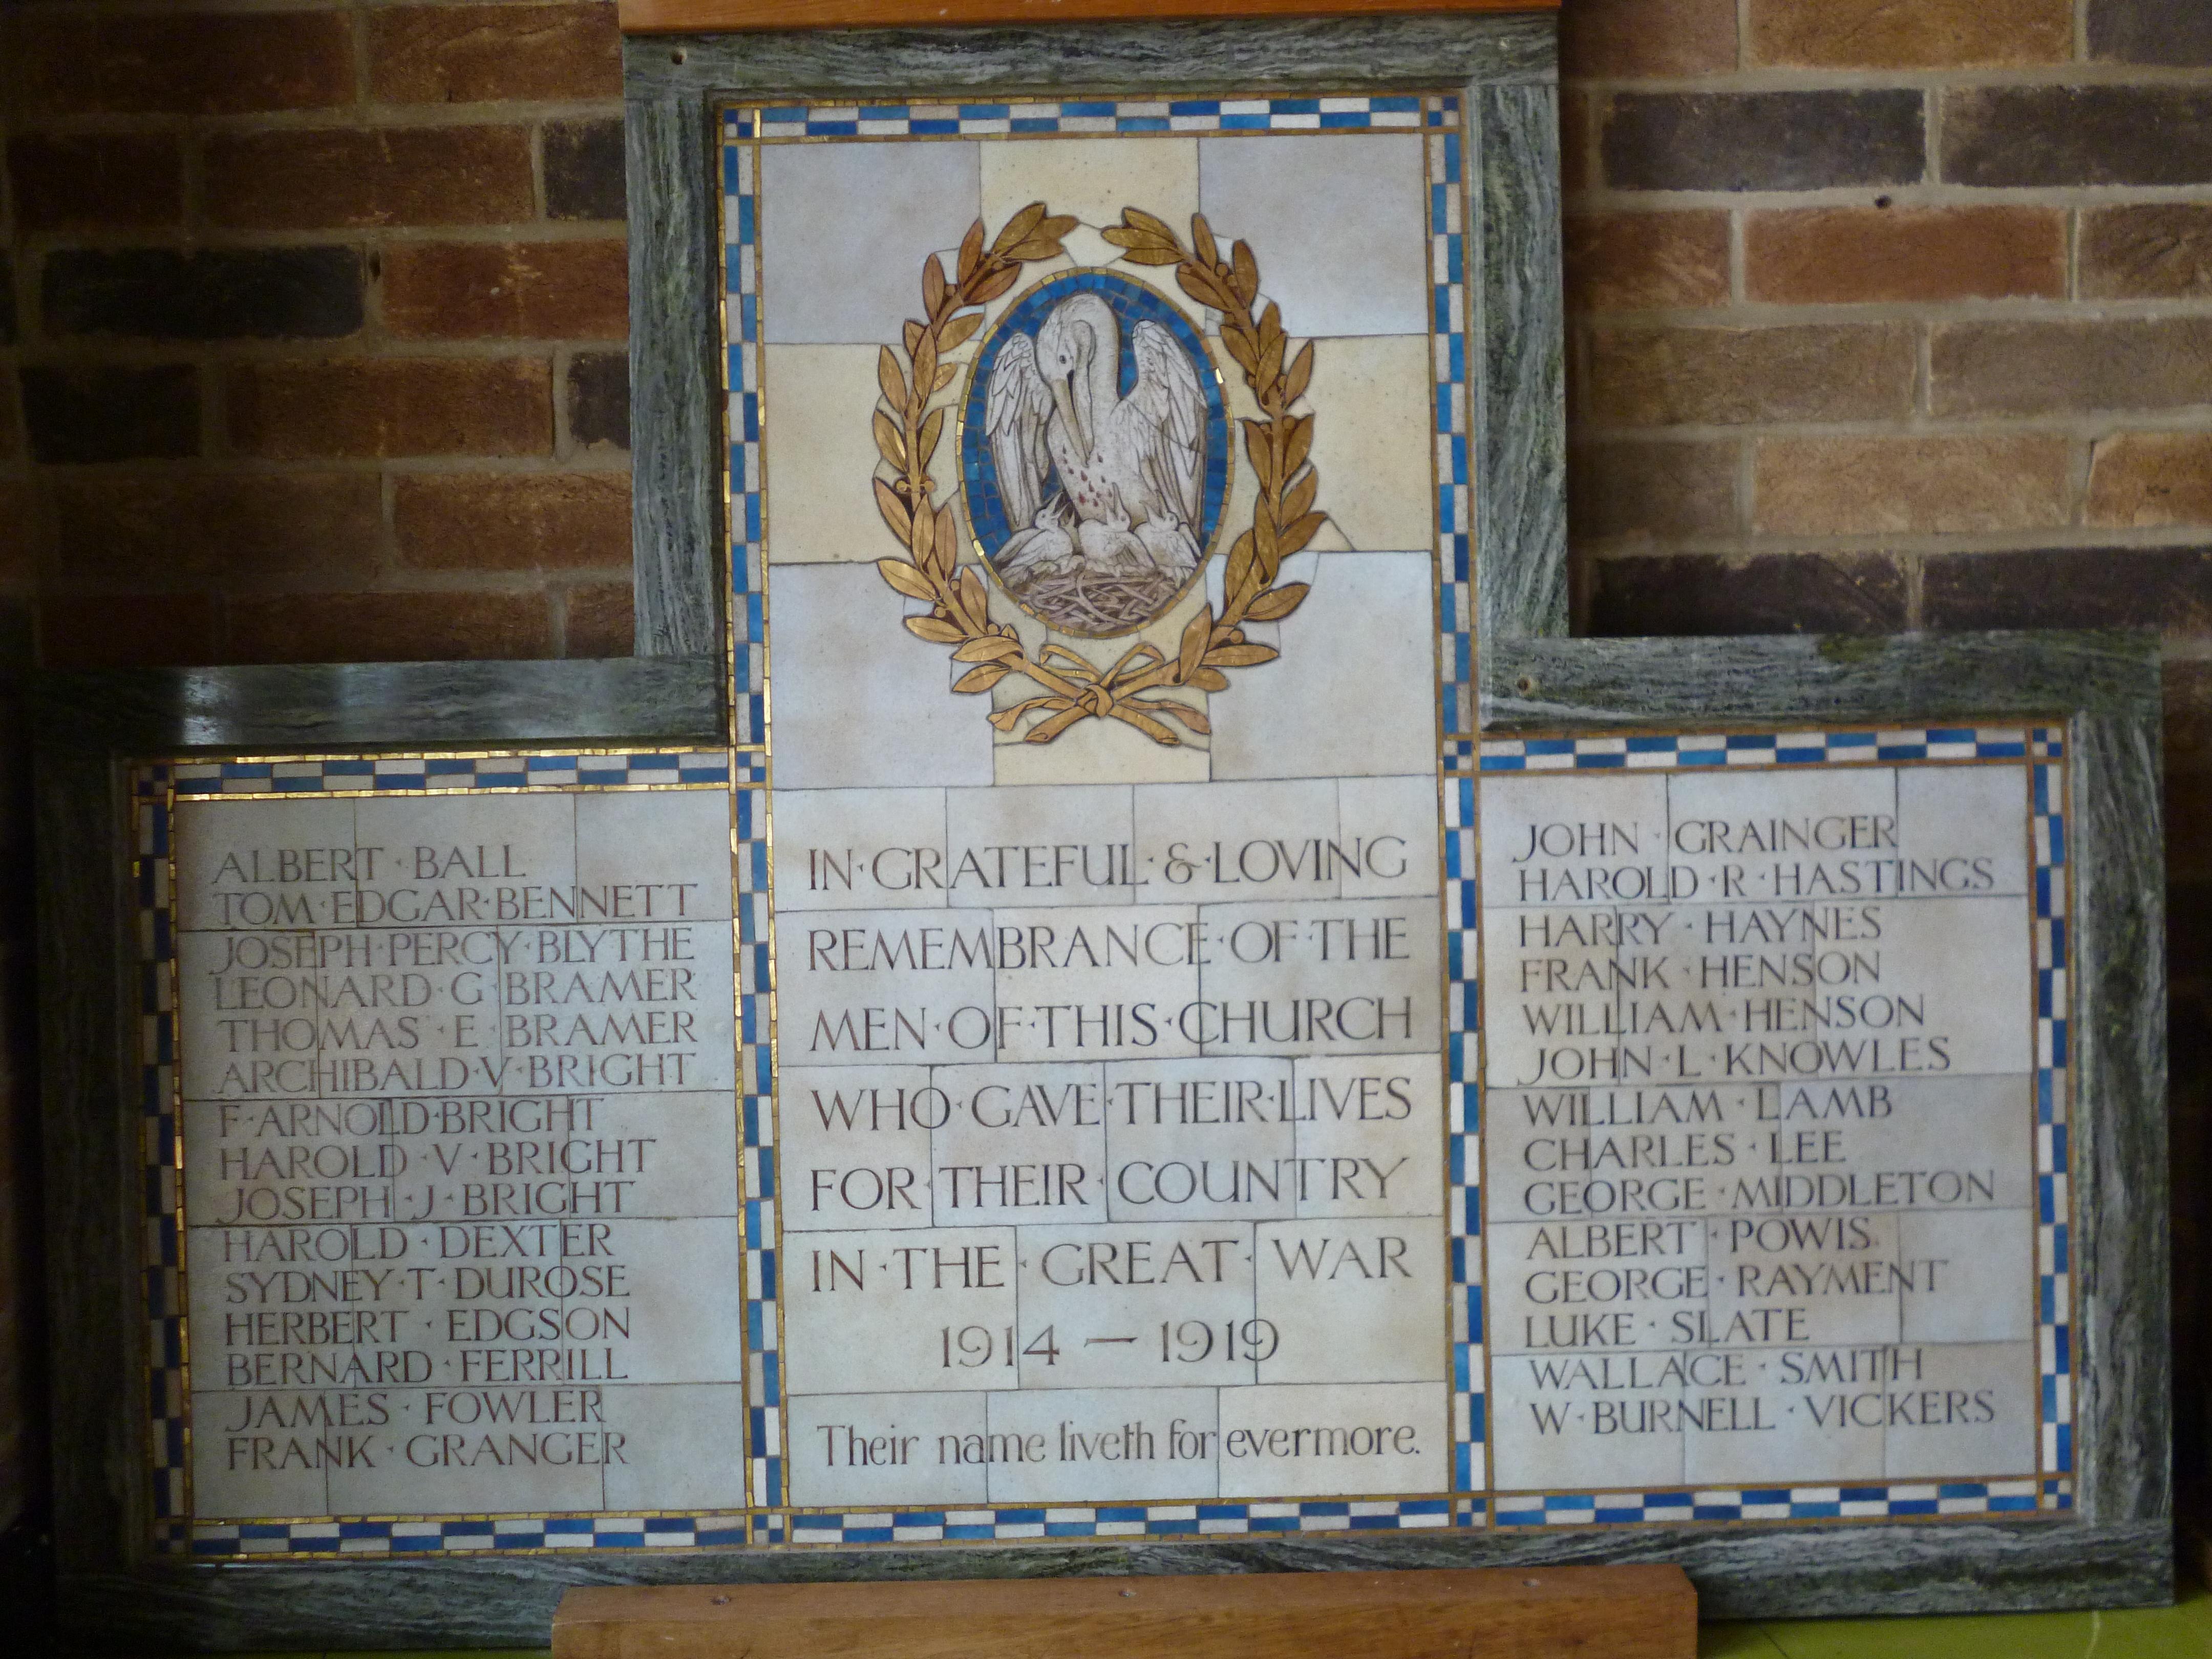 ALBERT · BALL
TOM · EDGAR · BENNETT
JOSEPH · PERCY · BLYTHE
LEONARD · G · BRAMER
THOMAS · E · BRAMER
ARCHIBALD · V · BRIGHT
F · ARNOLD · BRIGHT
HAROLD · V · BRIGHT
JOSEPH · J · BRIGHT
HAROLD · DEXTER
SYDNEY · T · DUROSE
HERBERT · EDGSON
BERNARD · FERRILL
JAMES · FOWLER
FRANK · GRANGER
IN · GRATEFUL · & · LOVING
REMEMBRANCE · OF · THE
MEN · OF · THIS · CHURCH
WHO · GAVE · THEIR · LIVES
FOR · THEIR · COUNTRY
IN · THE · GREAT · WAR
1914 — 1919
Their name liveth for evermore.
JOHN · GRAINGER
HAROLD · R · HASTINGS
HARRY · HAYNES
FRANK · HENSON
WILLIAM · HENSON
JOHN · L · KNOWLES
WILLIAM · LAMB
CHARLES · LEE
GEORGE · MIDDLETON
ALBERT · POWIS
GEORGE · RAYMENT
LUKE · SLATE
WALLACE · SMITH
W · BURNELL · VICKERS